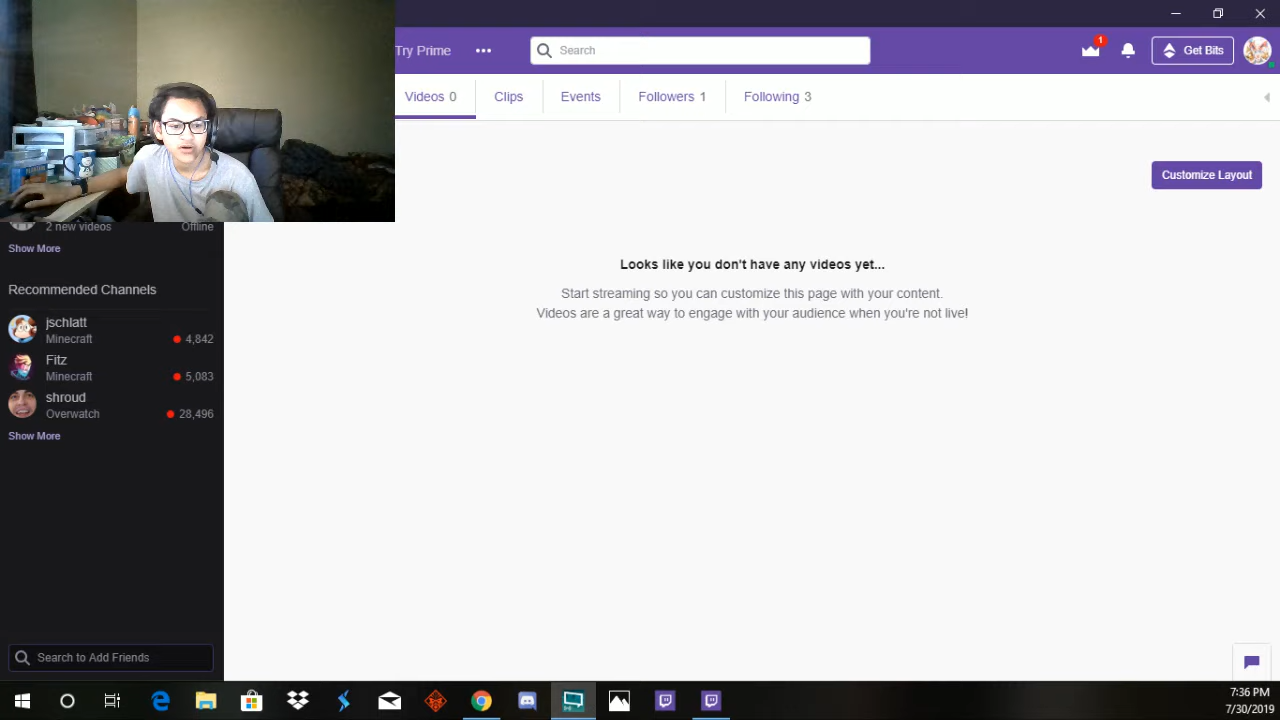 Try Prime
Search
1
Get Bits
Videos 0
Clips
Events
Followers 1
Following 3
Customize Layout
2 new videos
Offline
Show More
Looks like you don't have any videos yet...
Start streaming so you can customize this page with your content.
Videos are a great way to engage with your audience when you're not live!
Recommended Channels
jschlatt
Minecraft
4,842
Fitz
Minecraft
5,083
shroud
Overwatch
28,496
Show More
Search to Add Friends
7:36 PM
7/30/2019